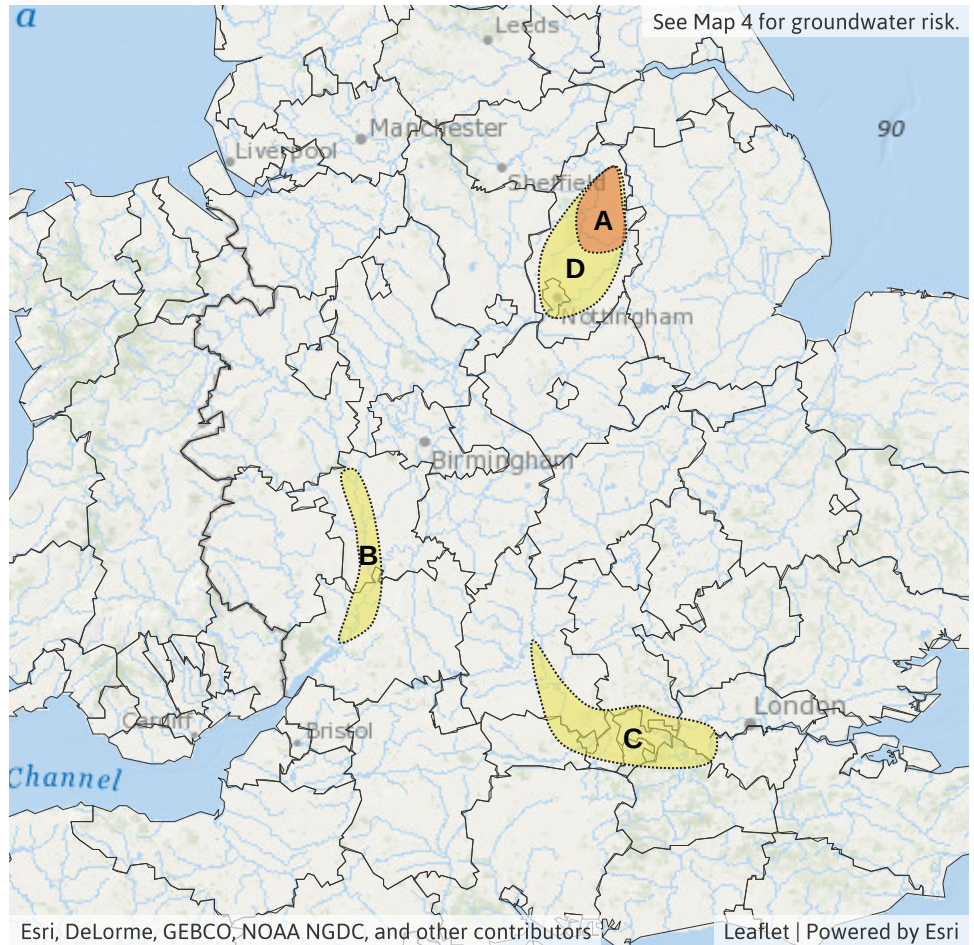 a
See Map 4 for groundwater risk.
Leeds
90
Manchester
Liverpool
Sheffield
A
D
Nottingham
Birmingham
B
London
C
Cardiff
Bristol
Channel
Esri, DeLorme, GEBCO, NOAA NGDC, and other contributors
Leaflet | Powered by Esri